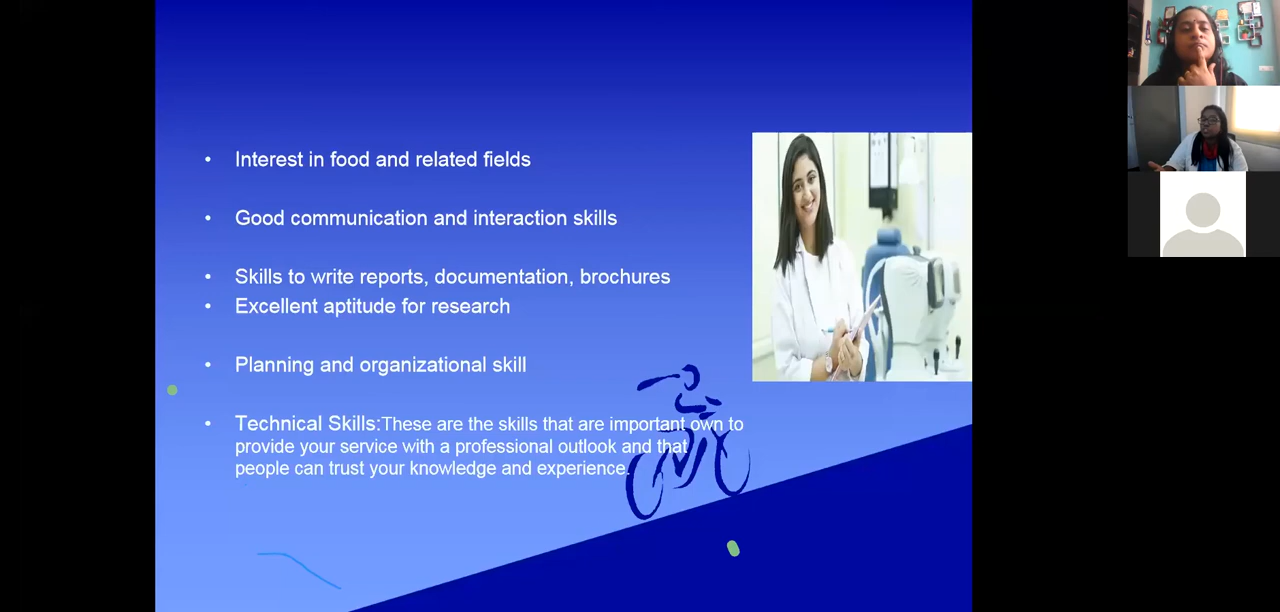 • Interest in food and related fields
• Good communication and interaction skills
• Skills to write reports, documentation, brochures
• Excellent aptitude for research
• Planning and organizational skill
• Technical Skills:These are the skills that are important own to
provide your service with a professional outlook and that
people can trust your knowledge and experience.